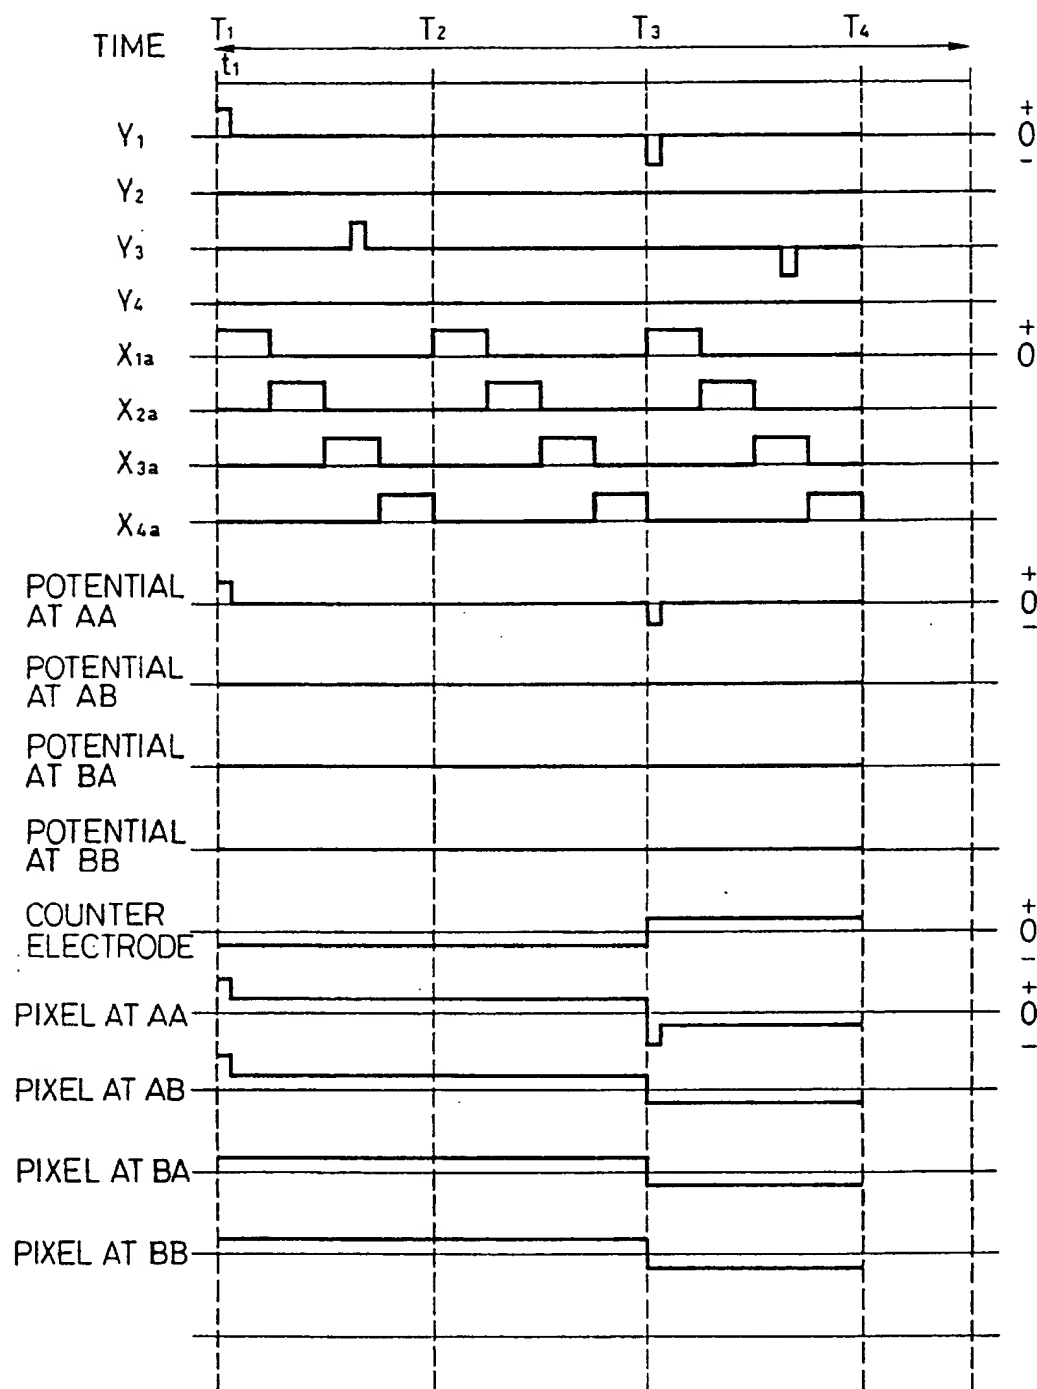 TIME T₁ T₂ T₃ T₄
t₁
Y₁ + 0 -
Y₂
Y₃
Y₄
X₁ₐ + 0
X₂ₐ
X₃ₐ
X₄ₐ
POTENTIAL
AT AA + 0 -
POTENTIAL
AT AB
POTENTIAL
AT BA
POTENTIAL
AT BB
COUNTER
ELECTRODE + 0 -
PIXEL AT AA + 0 -
PIXEL AT AB
PIXEL AT BA
PIXEL AT BB